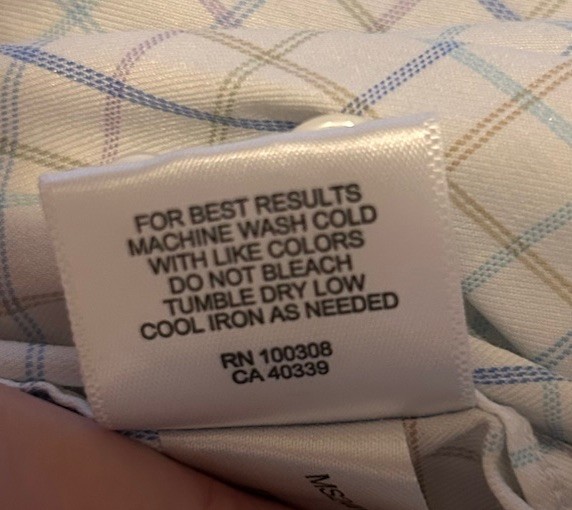 FOR BEST RESULTS
MACHINE WASH COLD
WITH LIKE COLORS
DO NOT BLEACH
TUMBLE DRY LOW
COOL IRON AS NEEDED
RN 100308
CA 40339